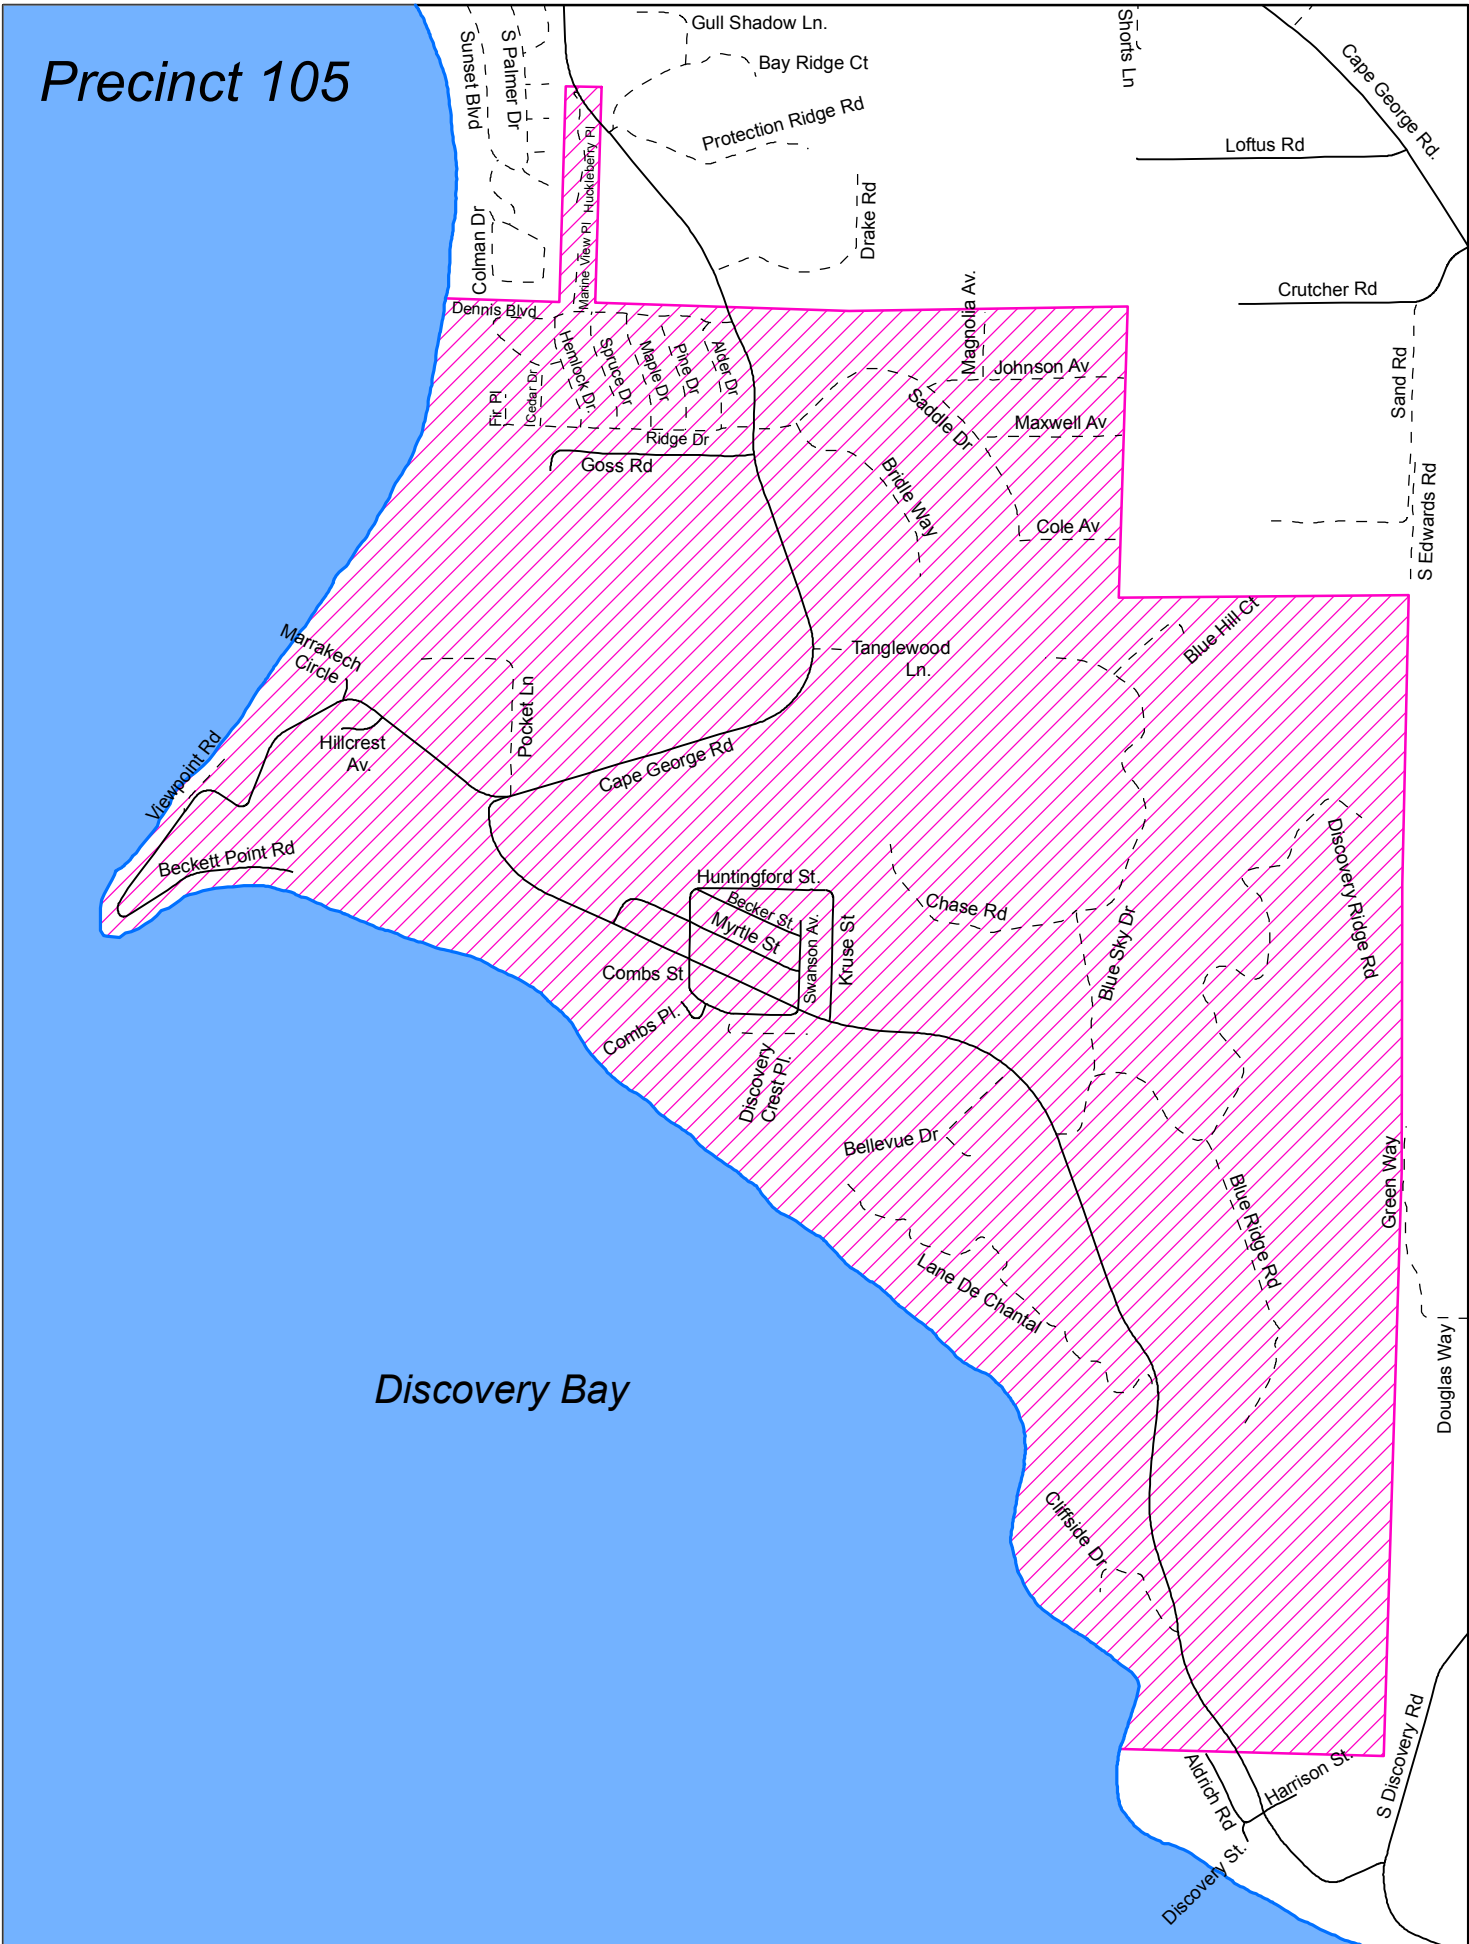 Precinct 105
Sunset Blvd
S Palmer Dr
Gull Shadow Ln.
Bay Ridge Ct
Protection Ridge Rd
Shorts Ln
Cape George Rd.
Loftus Rd
Huckleberry Pl
Marine View Pl
Colman Dr
Drake Rd
Crutcher Rd
Dennis Blvd
Magnolia Av.
Johnson Av
Hemlock Dr.
Spruce Dr
Maple Dr
Pine Dr
Alder Dr
Fir Pl
Cedar Dr
Saddle Dr
Maxwell Av
Sand Rd
Ridge Dr
Goss Rd
Bridle Way
Cole Av
S Edwards Rd
Marrakech
Circle
Tanglewood
Ln.
Blue Hill Ct
Pocket Ln
Hillcrest
Av.
Viewpoint Rd
Cape George Rd
Beckett Point Rd
Huntingford St.
Becker St.
Myrtle St
Swanson Av.
Kruse St
Chase Rd
Blue Sky Dr
Discovery Ridge Rd
Combs St
Combs Pl.
Discovery
Crest Pl.
Bellevue Dr
Green Way
Blue Ridge Rd
Lane De Chantal
Douglas Way
Discovery Bay
Cliffside Dr
Aldrich Rd
Harrison St.
S Discovery Rd
Discovery St.